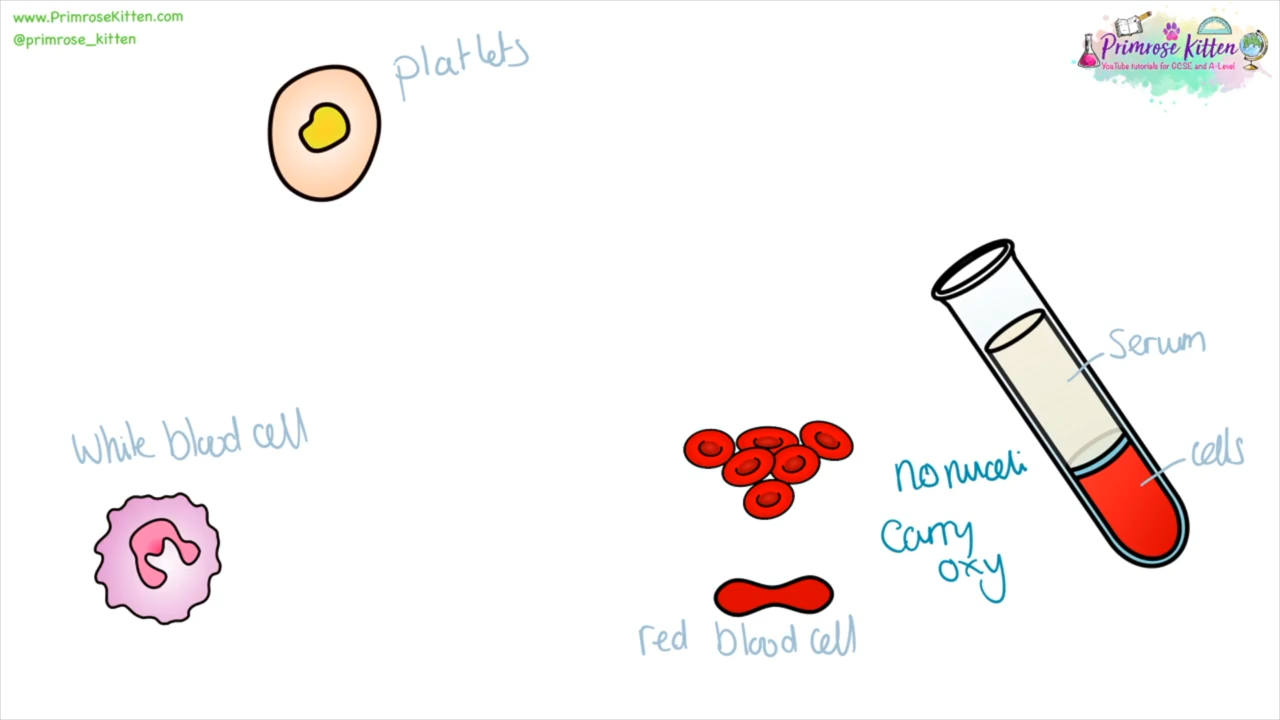 www.PrimroseKitten.com
@primrose_kitten
Primrose Kitten
YouTube tutorials for GCSE and A-Level
platlets
Serum
White blood cell
cells
no nuceli
Carry
oxy
red blood cell